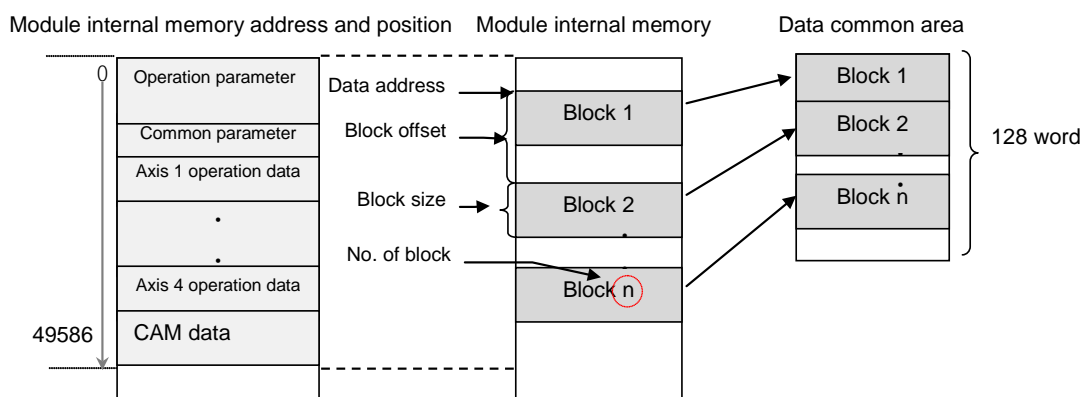 Module internal memory address and position
Module internal memory
Data common area
0
Operation parameter
Common parameter
Axis 1 operation data
Axis 4 operation data
CAM data
49586
Data address
Block offset
Block size
No. of block
Block 1
Block 2
Block n
Block 1
Block 2
Block n
128 word